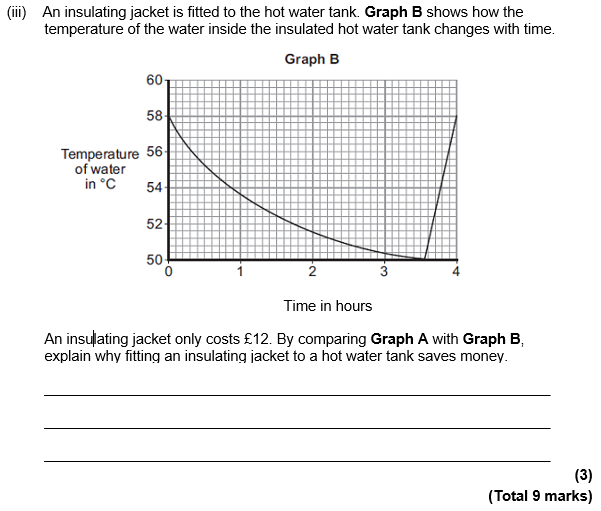 (iii) An insulating jacket is fitted to the hot water tank. Graph B shows how the
temperature of the water inside the insulated hot water tank changes with time.
Graph B
60
58
Temperature 56
of water
in °C
54
52
50
0 1 2 3 4
Time in hours
An insulating jacket only costs £12. By comparing Graph A with Graph B,
explain why fitting an insulating jacket to a hot water tank saves money.
(3)
(Total 9 marks)